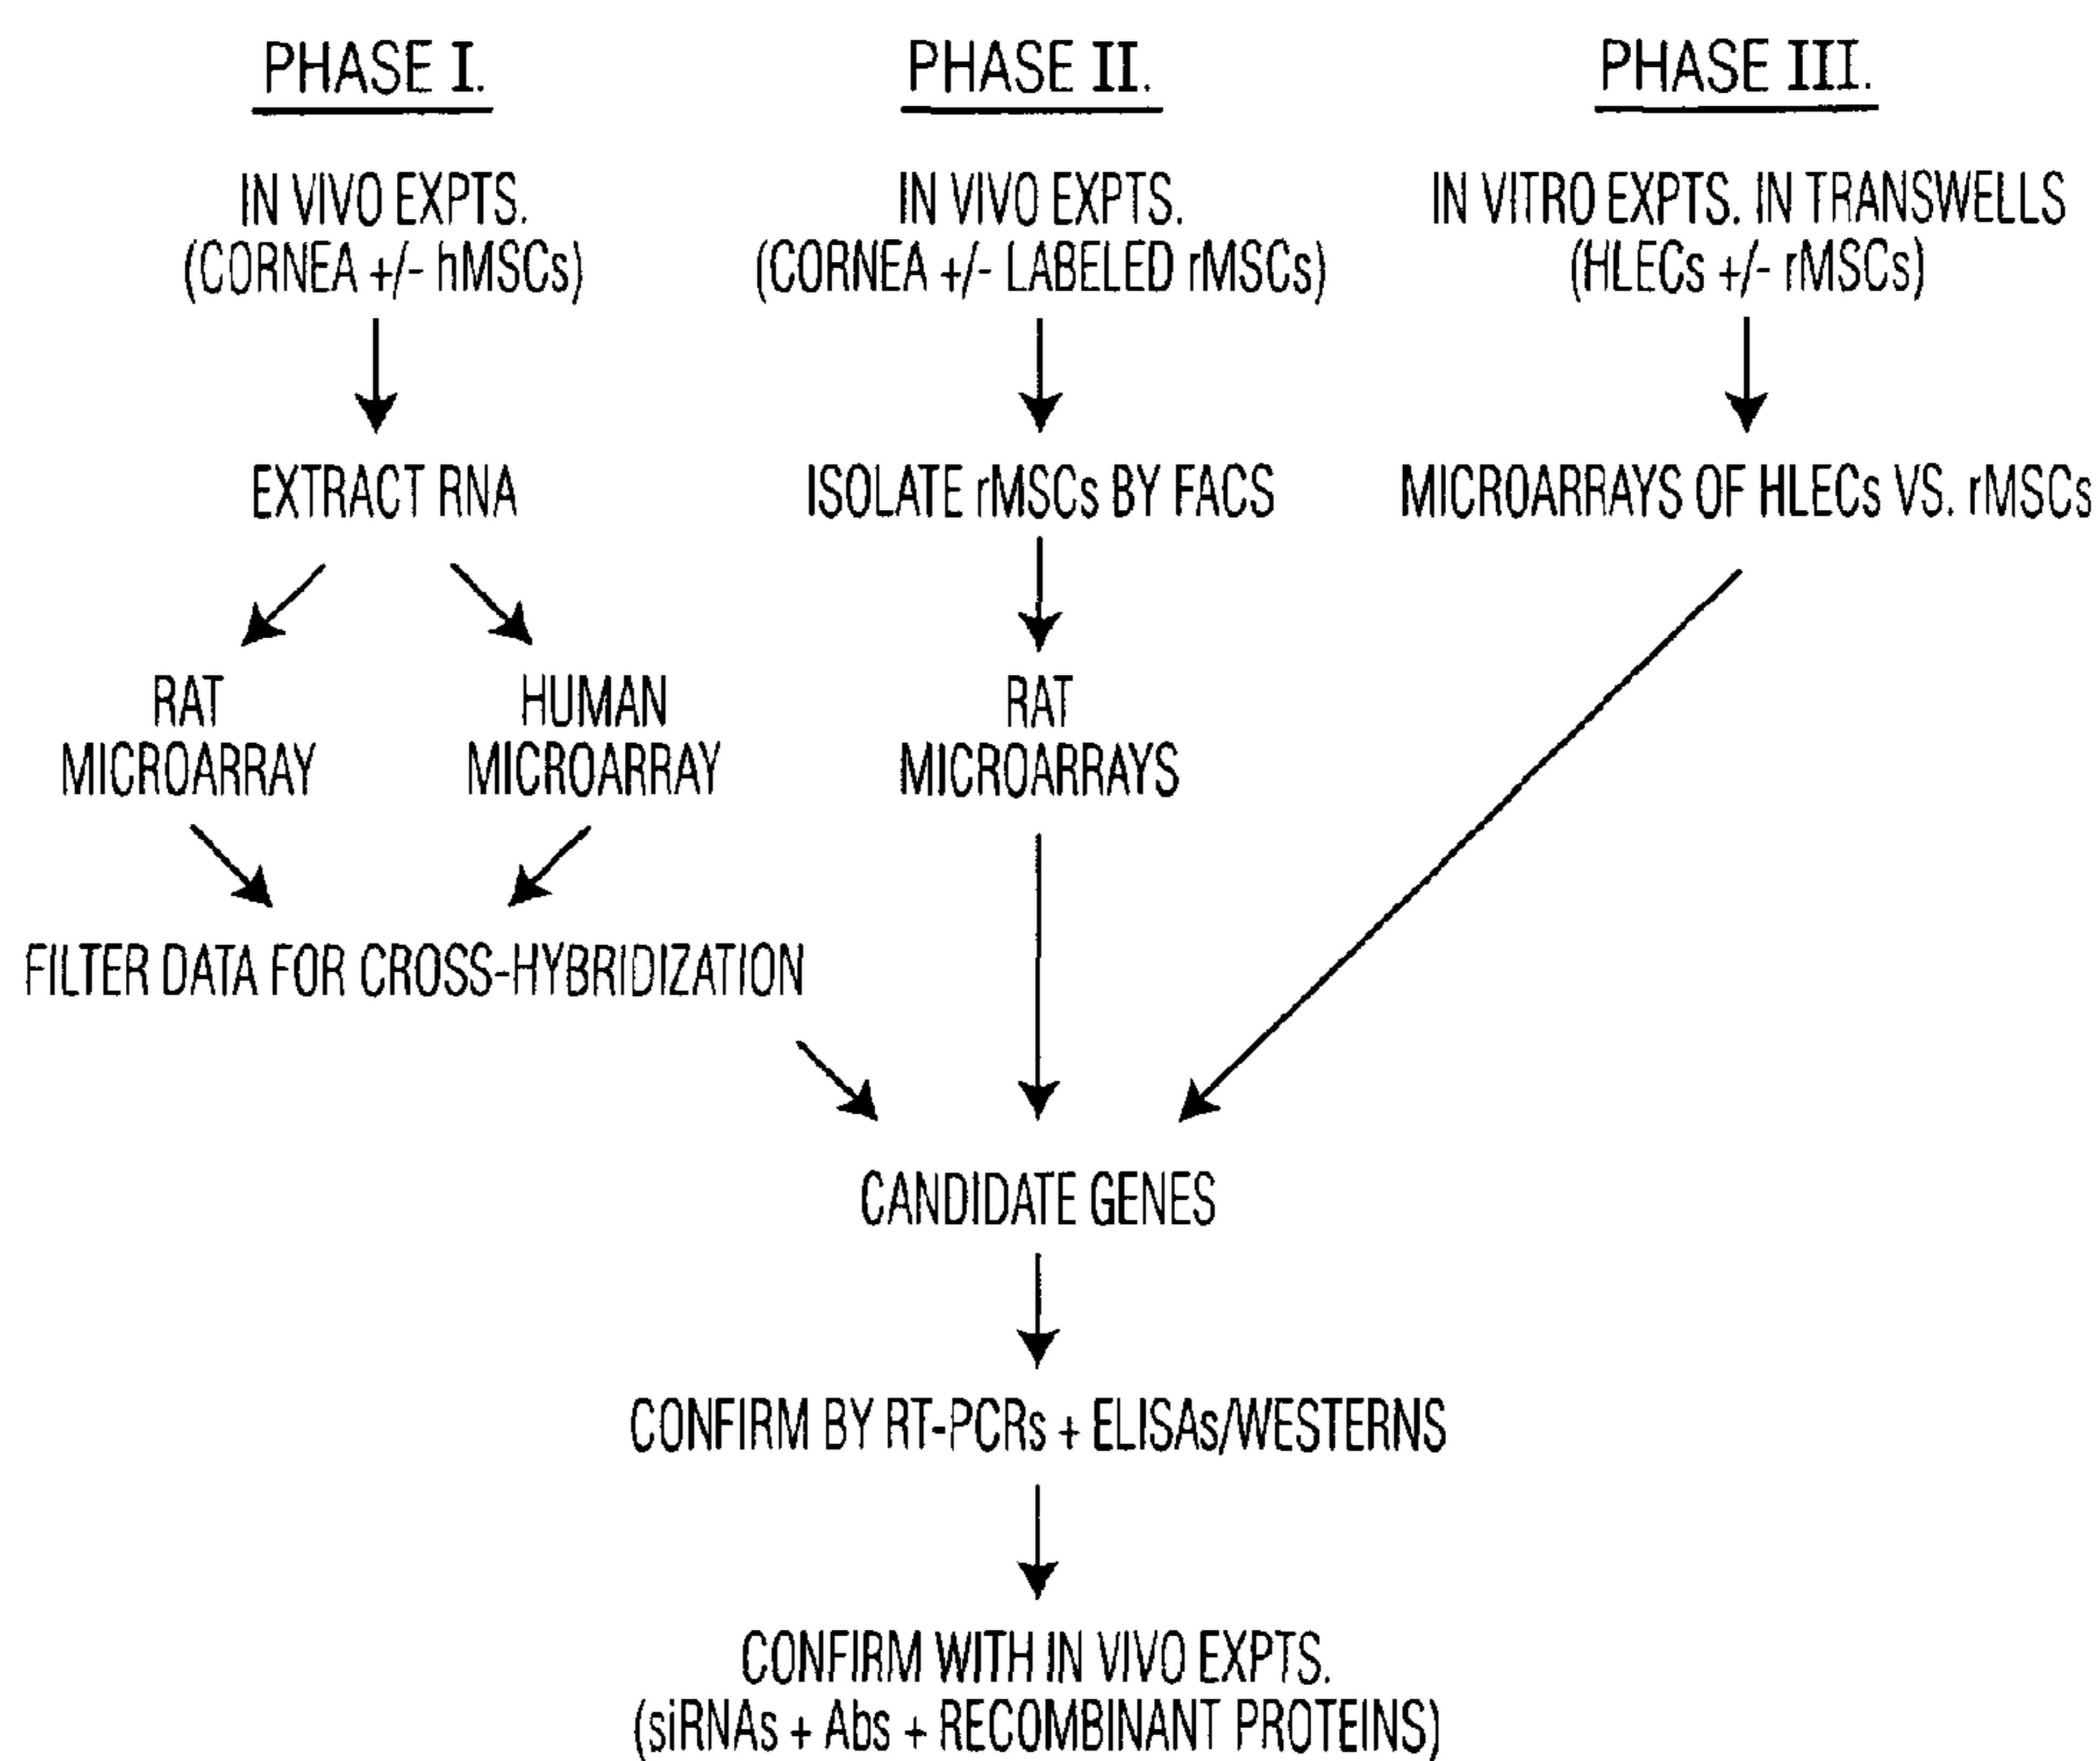 PHASE I.
IN VIVO EXPTS.
(CORNEA +/- hMSCs)
EXTRACT RNA
RAT
MICROARRAY
HUMAN
MICROARRAY
FILTER DATA FOR CROSS-HYBRIDIZATION
PHASE II.
IN VIVO EXPTS.
(CORNEA +/- LABELED rMSCs)
ISOLATE rMSCs BY FACS
RAT
MICROARRAYS
PHASE III.
IN VITRO EXPTS. IN TRANSWELLS
(HLECs +/- rMSCs)
MICROARRAYS OF HLECs VS. rMSCs
CANDIDATE GENES
CONFIRM BY RT-PCRs + ELISAs/WESTERNS
CONFIRM WITH IN VIVO EXPTS.
(siRNAs + Abs + RECOMBINANT PROTEINS)